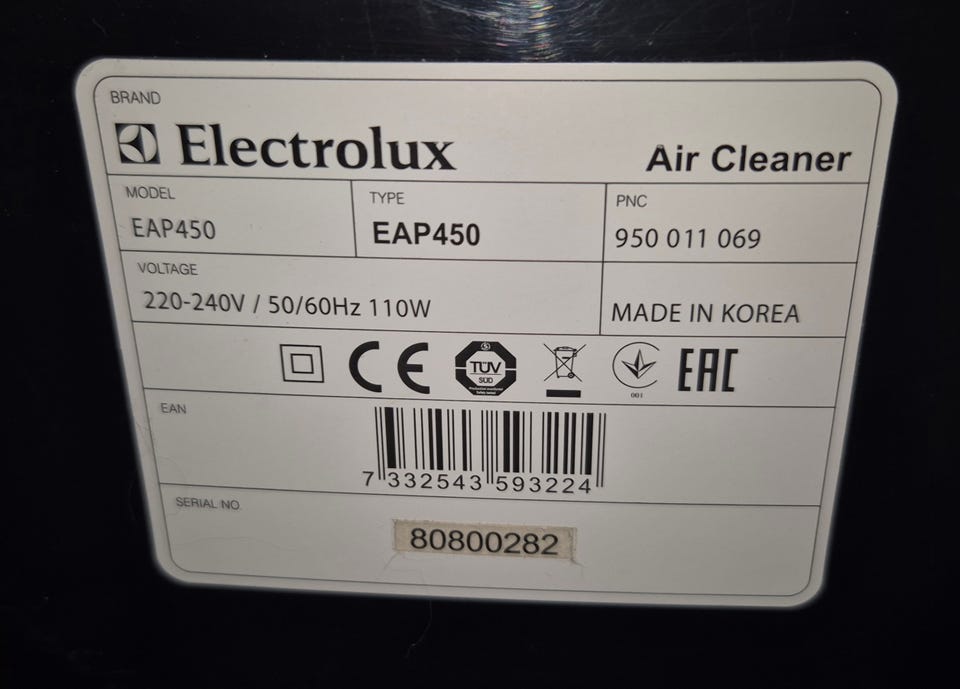 BRAND
Electrolux
Air Cleaner
MODEL
EAP450
TYPE
EAP450
PNC
950 011 069
VOLTAGE
220-240V / 50/60Hz 110W
MADE IN KOREA
CE
TÜV
SÜD
001
EAC
EAN
7 332543 593224
SERIAL NO.
80800282